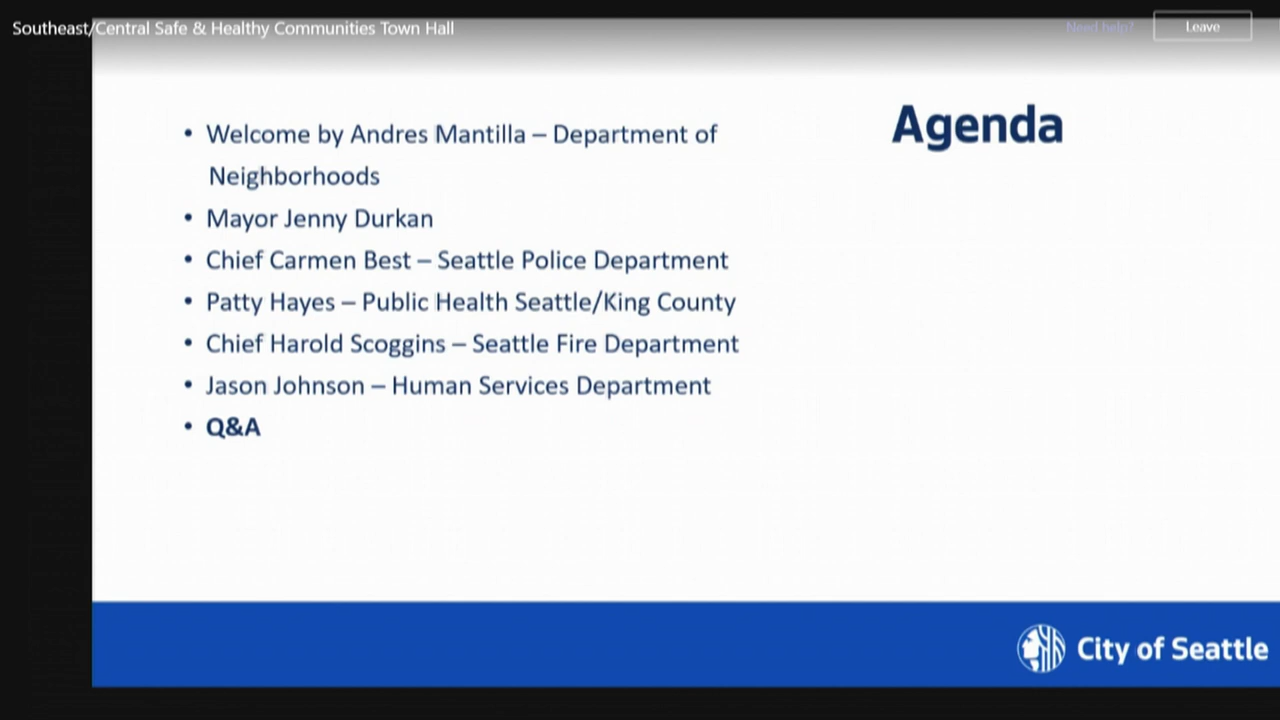 Southeast/Central Safe & Healthy Communities Town Hall
Need help?
Leave
Agenda
• Welcome by Andres Mantilla – Department of
Neighborhoods
• Mayor Jenny Durkan
• Chief Carmen Best – Seattle Police Department
• Patty Hayes – Public Health Seattle/King County
• Chief Harold Scoggins – Seattle Fire Department
• Jason Johnson – Human Services Department
• Q&A
City of Seattle